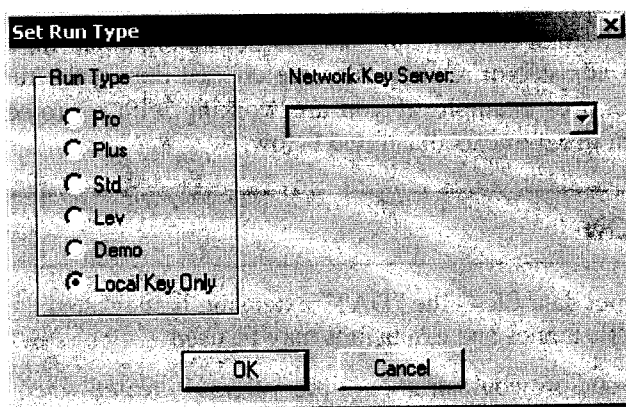 Set Run Type
Run Type
Network Key Server:
Pro
Plus
Std
Lev
Demo
Local Key Only
OK
Cancel